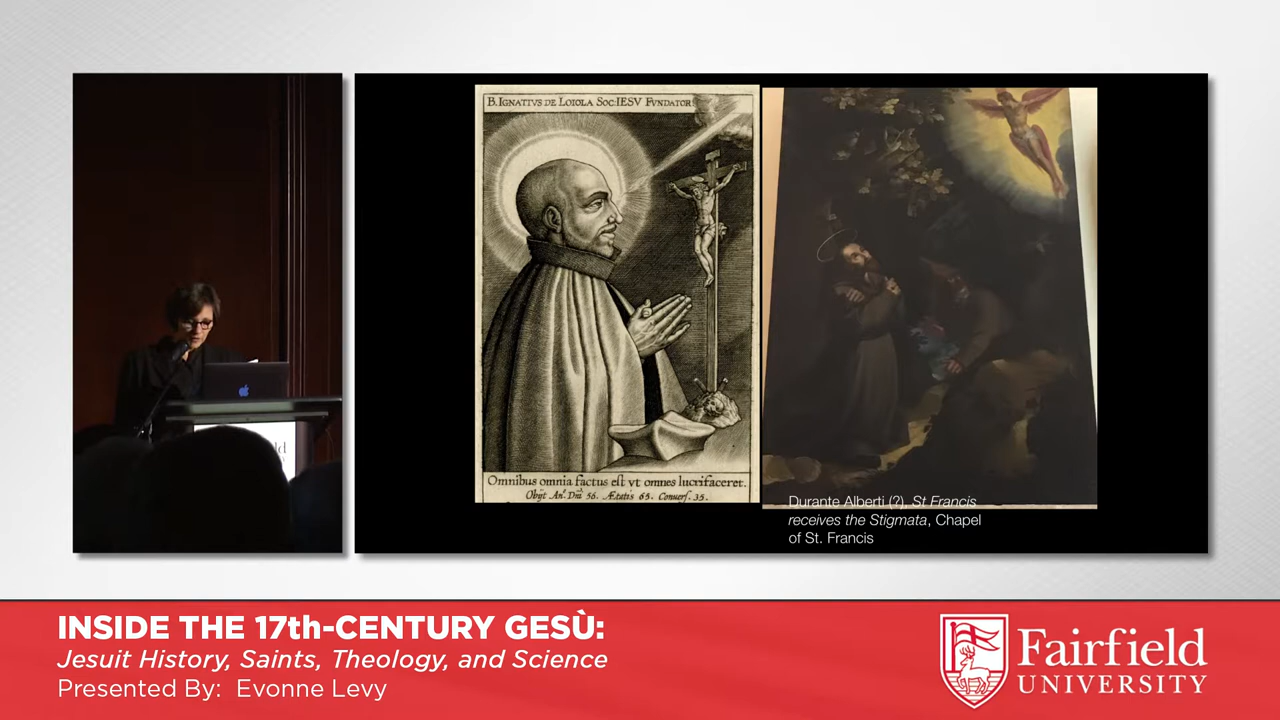 B. IGNATIVS DE LOIOLA SOC: IESV FVNDATOR
Omnibus omnia factus est vt omnes lucrifaceret.
Obijt Anº. Dni 56. Ætatis 65. Convers. 35.
Durante Alberti (?), St Francis
receives the Stigmata, Chapel
of St. Francis
INSIDE THE 17th-CENTURY GESÙ:
Jesuit History, Saints, Theology, and Science
Presented By: Evonne Levy
Fairfield
UNIVERSITY